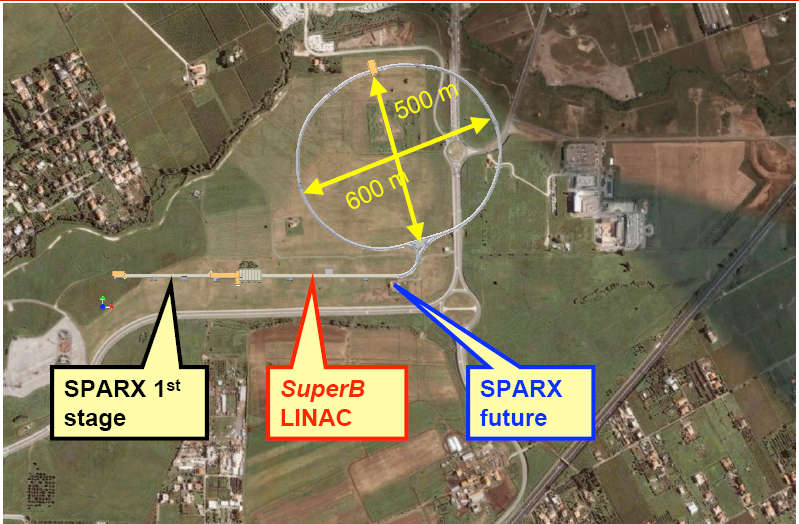 500 m
600 m
SPARX 1st
stage
SuperB
LINAC
SPARX
future